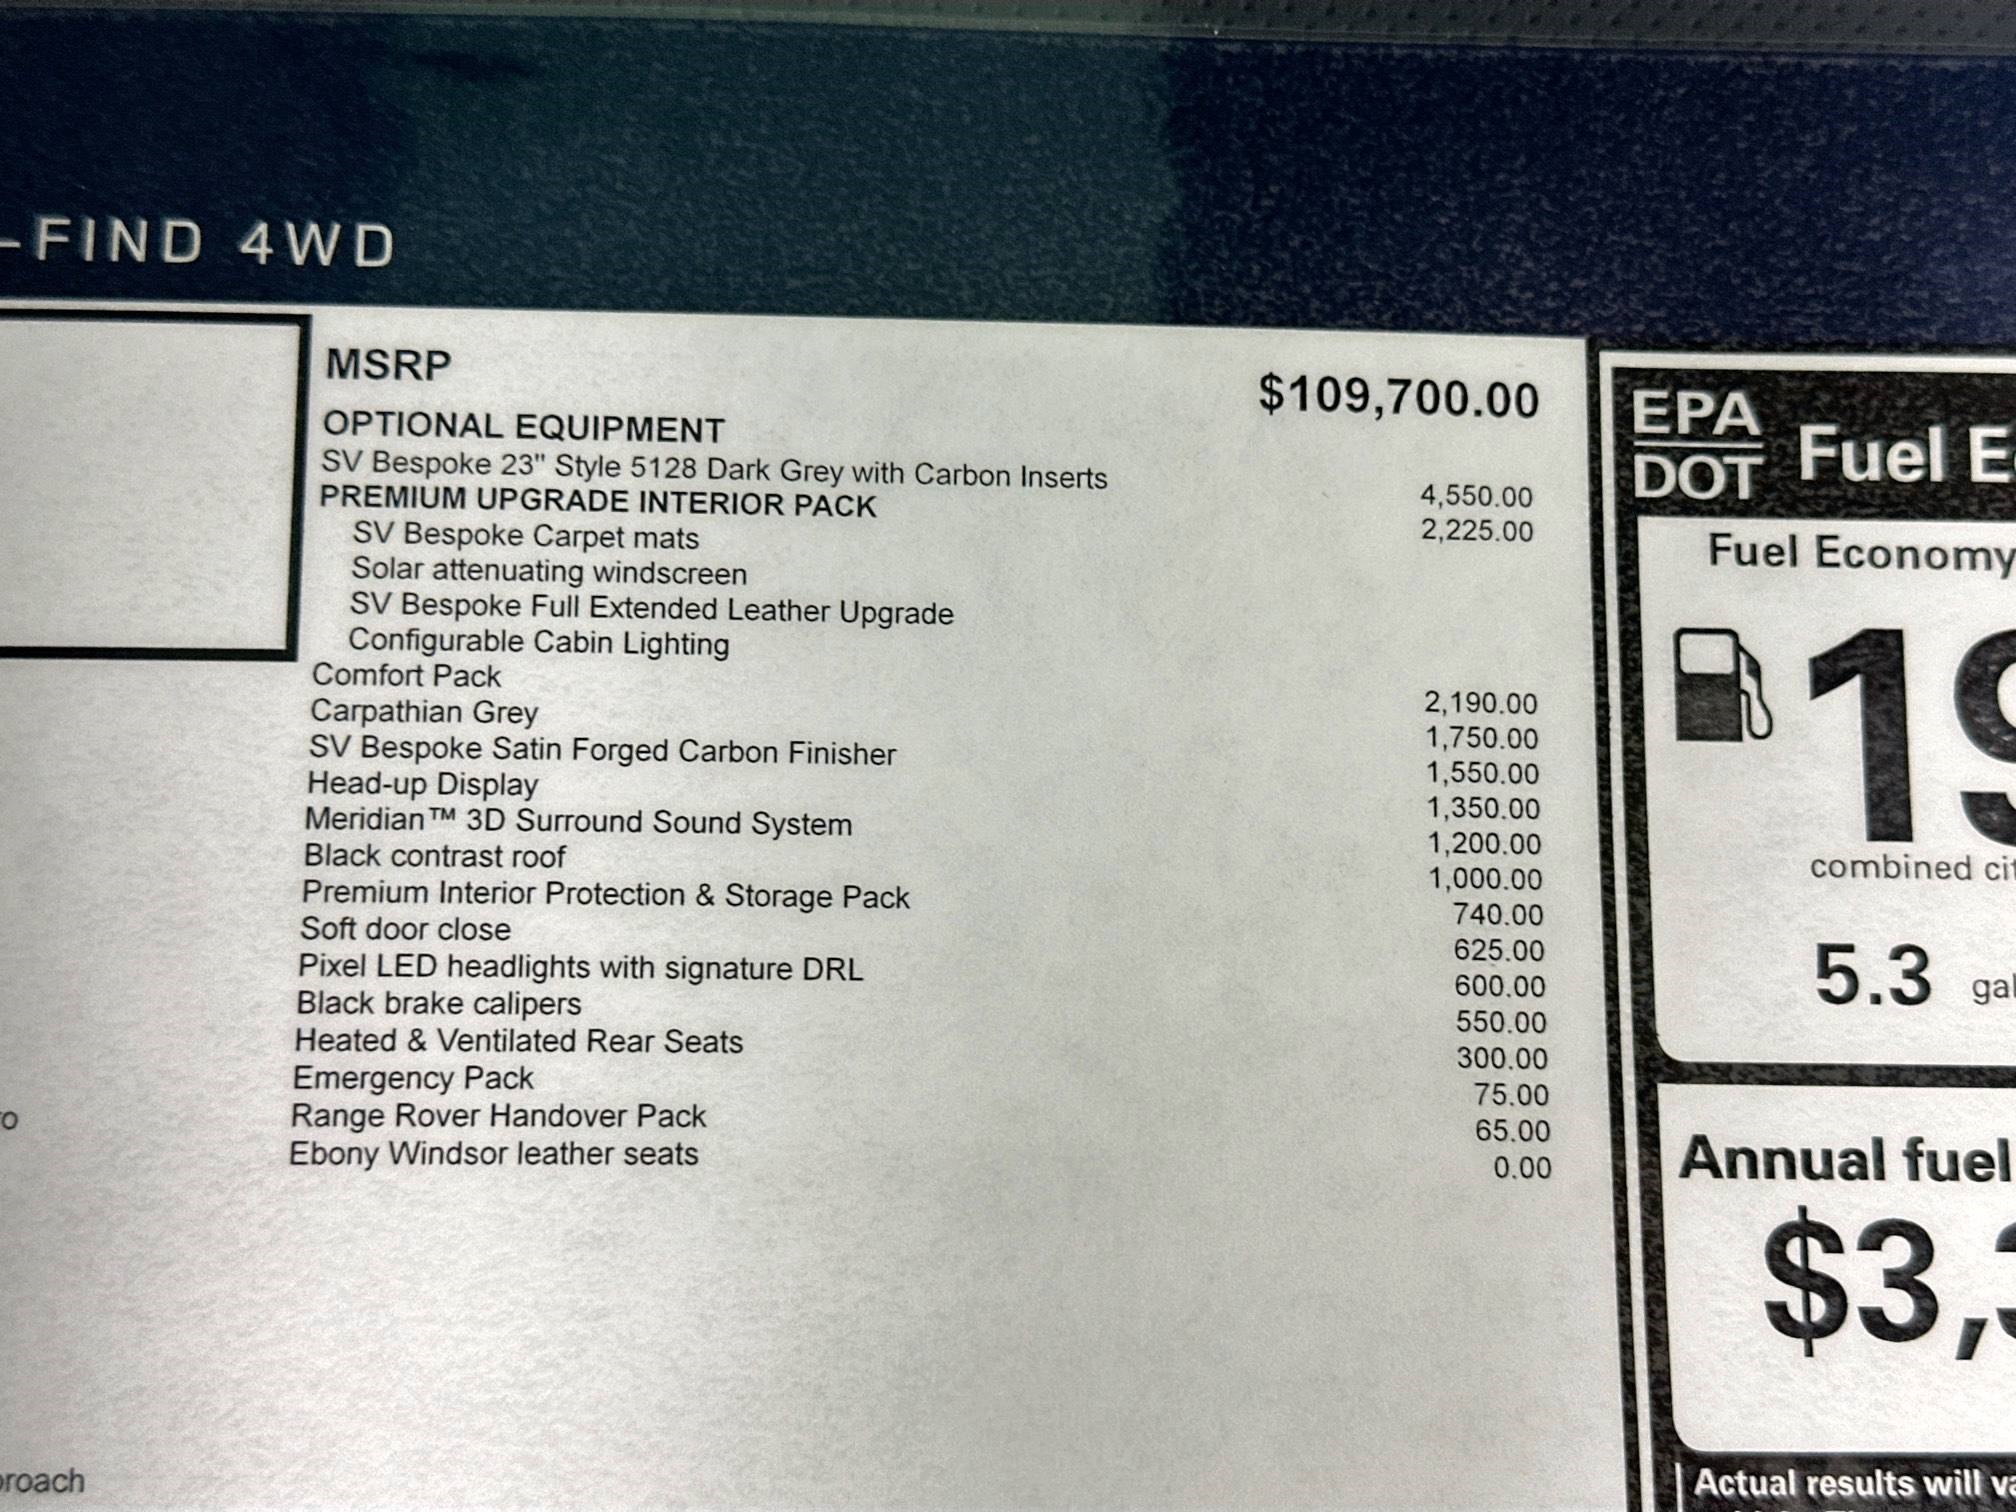 -FIND 4WD
MSRP $109,700.00
OPTIONAL EQUIPMENT
SV Bespoke 23" Style 5128 Dark Grey with Carbon Inserts 4,550.00
PREMIUM UPGRADE INTERIOR PACK 2,225.00
SV Bespoke Carpet mats
Solar attenuating windscreen
SV Bespoke Full Extended Leather Upgrade
Configurable Cabin Lighting
Comfort Pack 2,190.00
Carpathian Grey 1,750.00
SV Bespoke Satin Forged Carbon Finisher 1,550.00
Head-up Display 1,350.00
Meridian™ 3D Surround Sound System 1,200.00
Black contrast roof 1,000.00
Premium Interior Protection & Storage Pack 740.00
Soft door close 625.00
Pixel LED headlights with signature DRL 600.00
Black brake calipers 550.00
Heated & Ventilated Rear Seats 300.00
Emergency Pack 75.00
Range Rover Handover Pack 65.00
Ebony Windsor leather seats 0.00
EPA
DOT
Fuel E
Fuel Economy
19
combined cit
5.3 gal
Annual fuel
$3,
Actual results will va
ro
proach